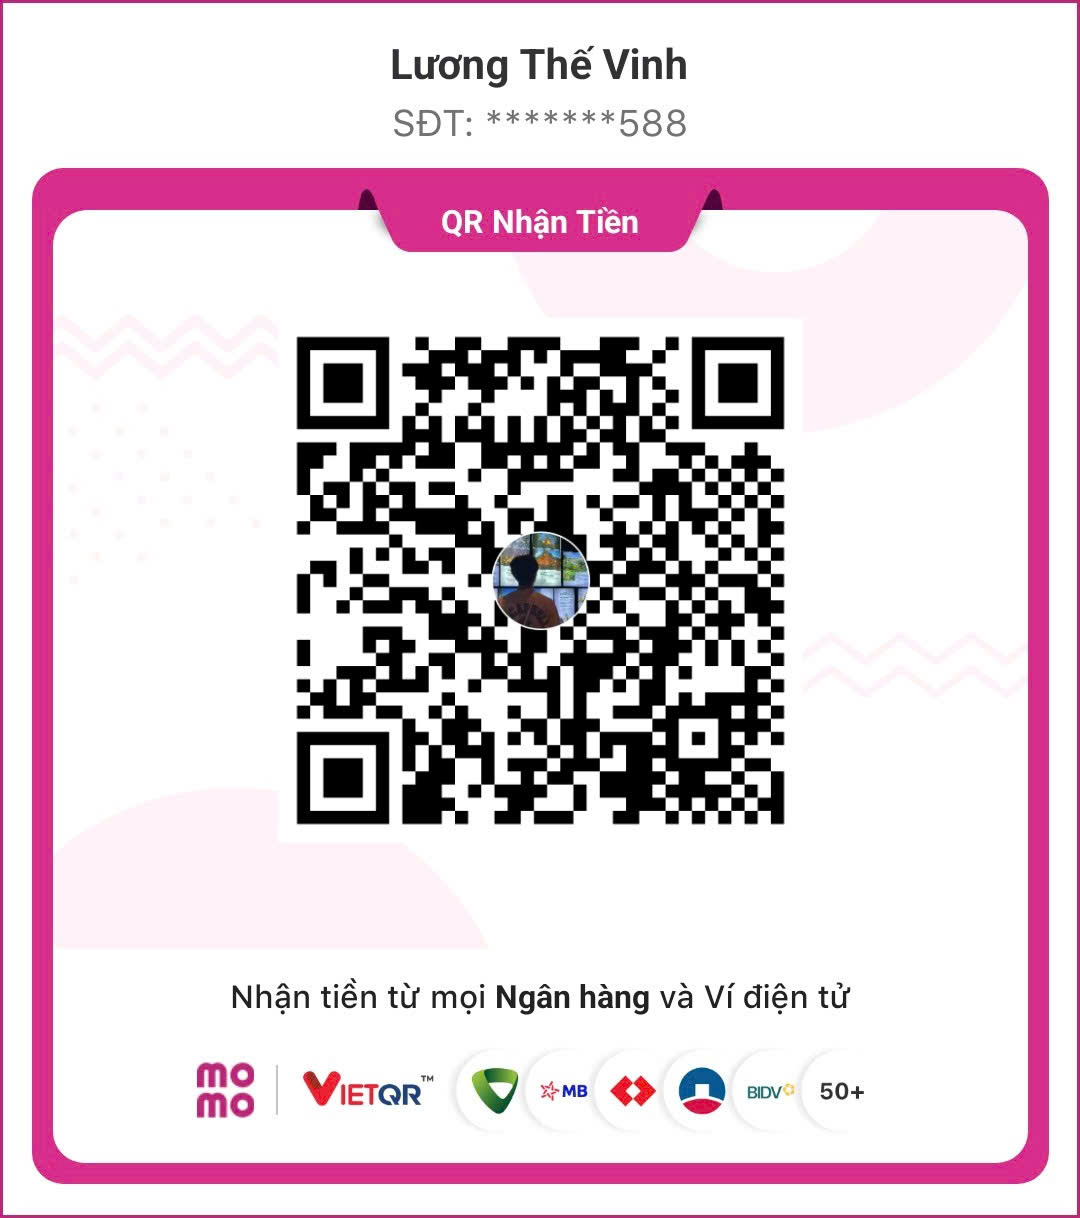 Lương Thế Vinh
SĐT: *******588
QR Nhận Tiền
Nhận tiền từ mọi Ngân hàng và Ví điện tử
mo
mo
VIETQR™
MB
BIDV
50+